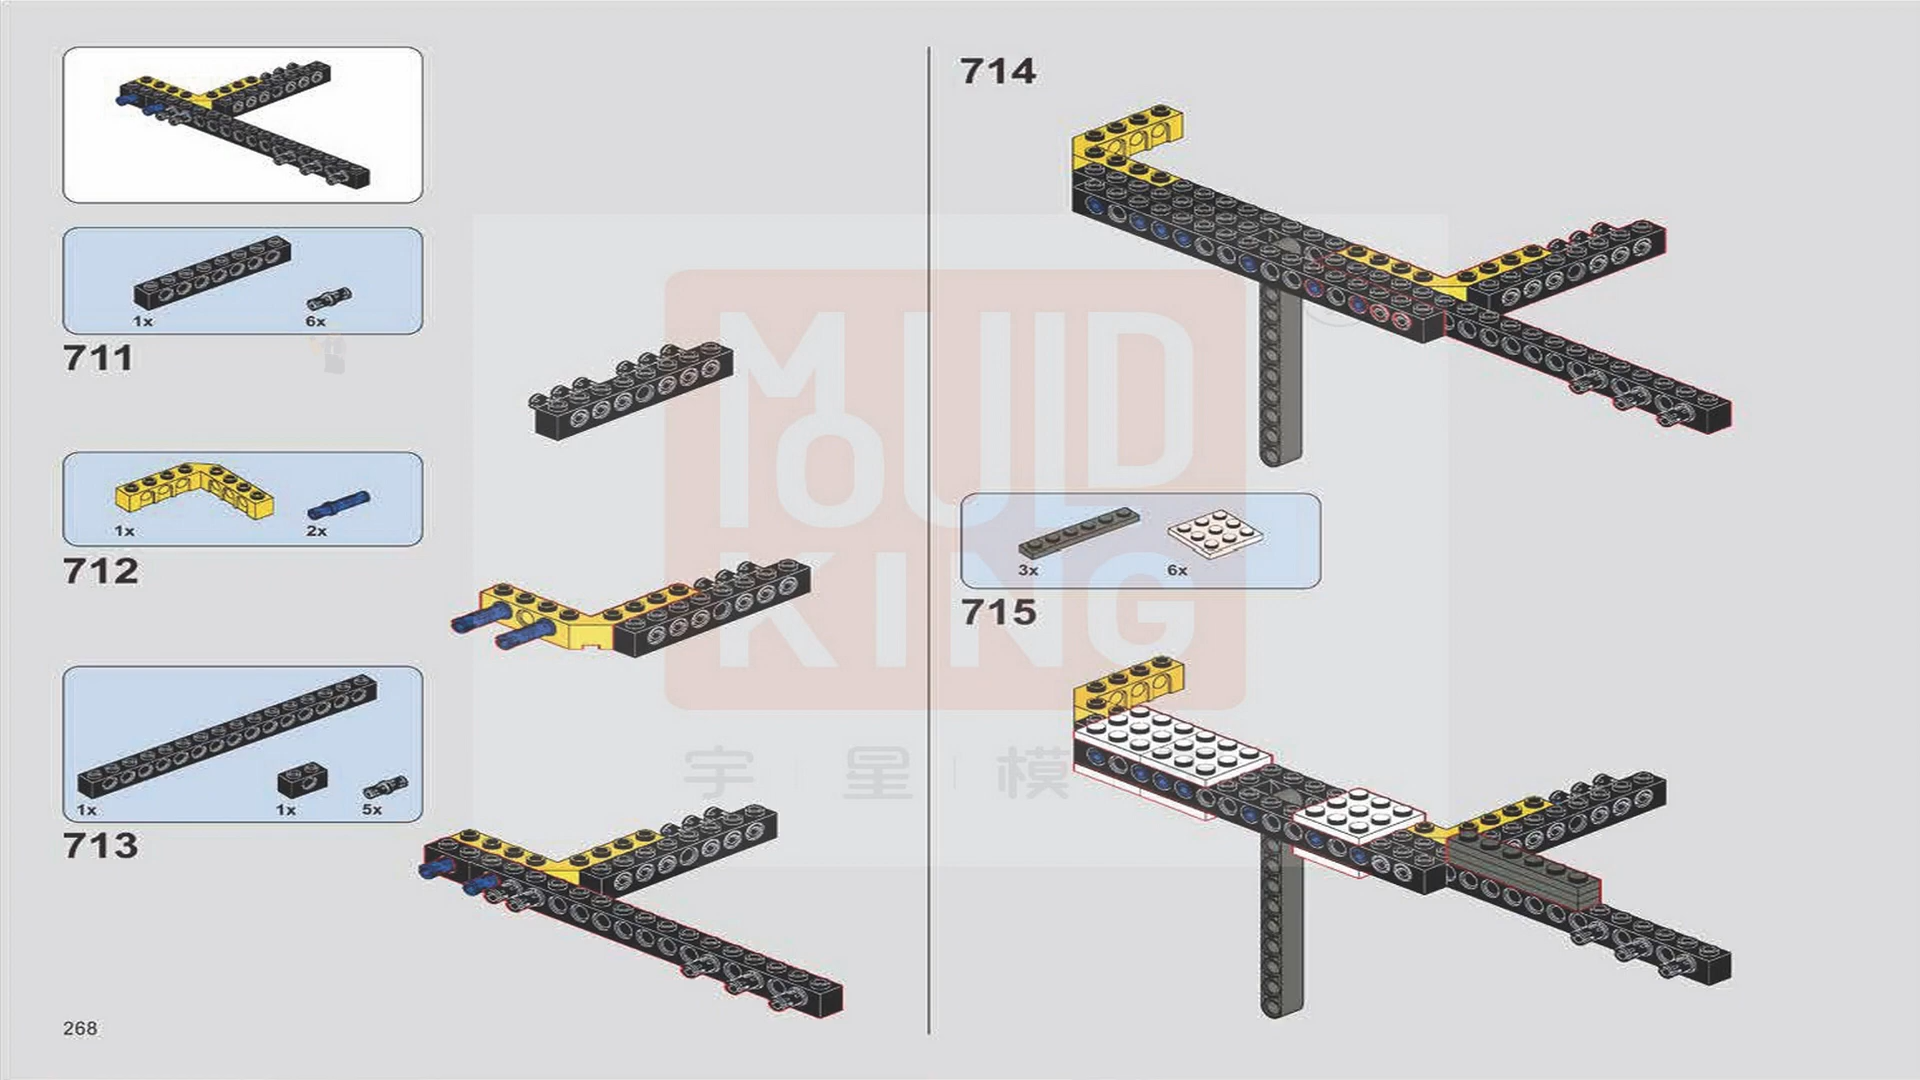 1x 6x
711
1x 2x
712
1x 1x 5x
713
714
3x 6x
715
MOULD
KING
宇 星 模
268